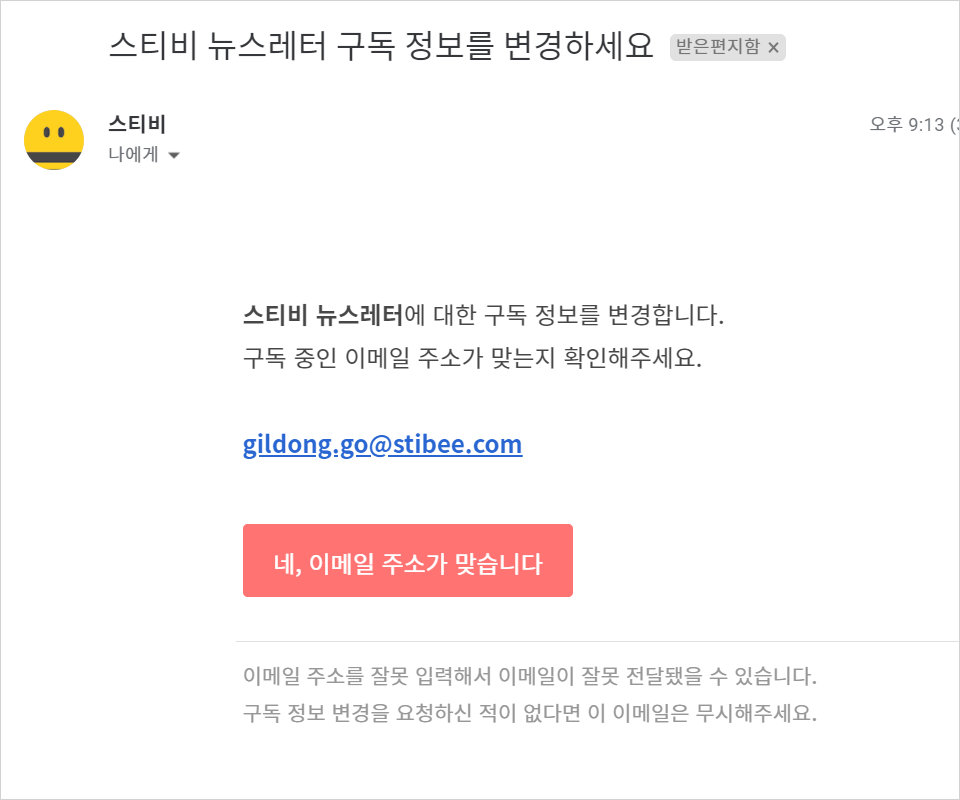 스티비 뉴스레터 구독 정보를 변경하세요 받은편지함 ×
스티비
오후 9:13
나에게
스티비 뉴스레터에 대한 구독 정보를 변경합니다.
구독 중인 이메일 주소가 맞는지 확인해주세요.
gildong.go@stibee.com
네, 이메일 주소가 맞습니다
이메일 주소를 잘못 입력해서 이메일이 잘못 전달됐을 수 있습니다.
구독 정보 변경을 요청하신 적이 없다면 이 이메일은 무시해주세요.